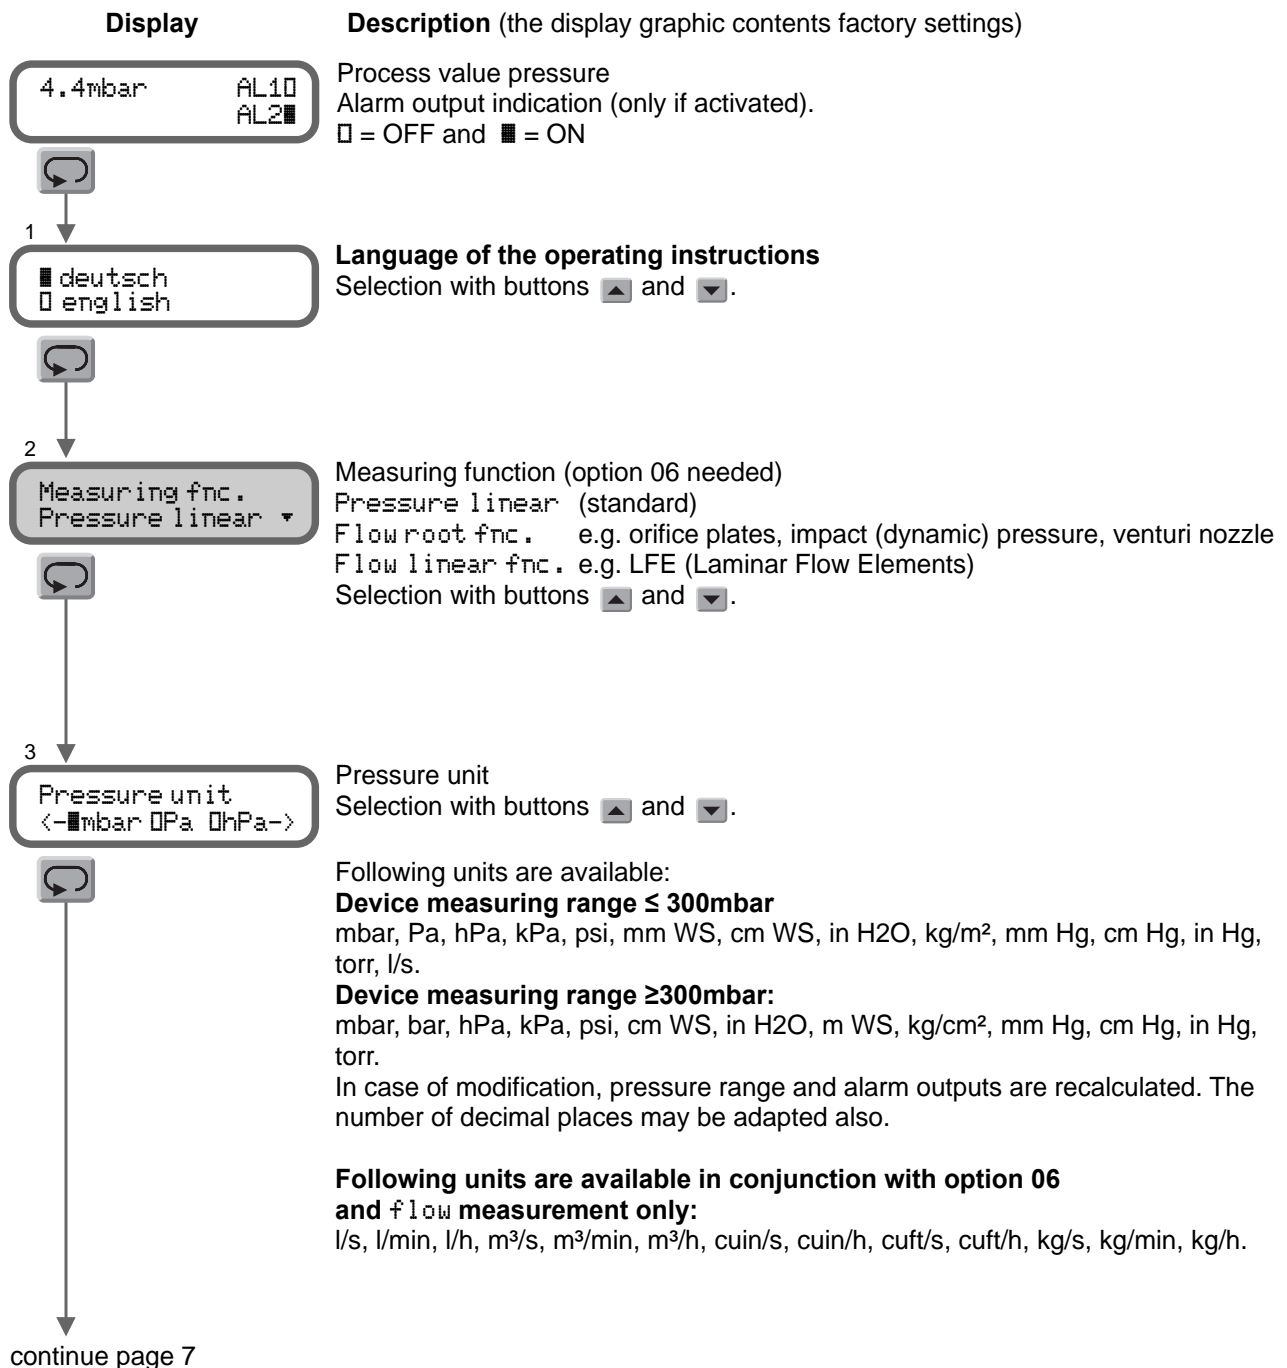 Display Description (the display graphic contents factory settings)
4.4mbar AL1▯
AL2▮
Process value pressure
Alarm output indication (only if activated).
▯ = OFF and ▮ = ON
1
▮ deutsch
▯ english
Language of the operating instructions
Selection with buttons ▲ and ▼.
2
Measuring fnc.
Pressure linear ▼
Measuring function (option 06 needed)
Pressure linear (standard)
Flow root fnc. e.g. orifice plates, impact (dynamic) pressure, venturi nozzle
Flow linear fnc. e.g. LFE (Laminar Flow Elements)
Selection with buttons ▲ and ▼.
3
Pressure unit
<-▮mbar ▯Pa ▯hPa->
Pressure unit
Selection with buttons ▲ and ▼.
Following units are available:
Device measuring range ≤ 300mbar
mbar, Pa, hPa, kPa, psi, mm WS, cm WS, in H2O, kg/m², mm Hg, cm Hg, in Hg,
torr, l/s.
Device measuring range ≥300mbar:
mbar, bar, hPa, kPa, psi, cm WS, in H2O, m WS, kg/cm², mm Hg, cm Hg, in Hg,
torr.
In case of modification, pressure range and alarm outputs are recalculated. The
number of decimal places may be adapted also.
Following units are available in conjunction with option 06
and flow measurement only:
l/s, l/min, l/h, m³/s, m³/min, m³/h, cuin/s, cuin/h, cuft/s, cuft/h, kg/s, kg/min, kg/h.
continue page 7